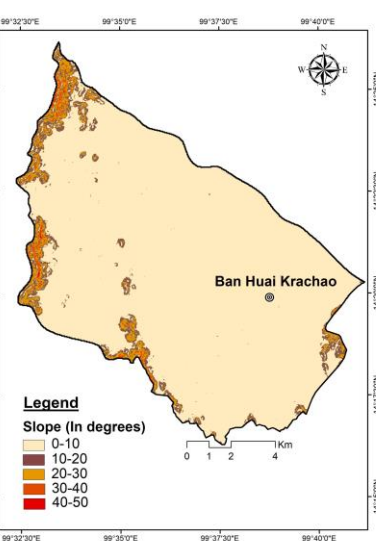 99°32'30"E 99°35'0"E 99°37'30"E 99°40'0"E
N
W E
S
Ban Huai Krachao
Legend
Slope (In degrees)
0-10
10-20
20-30
30-40
40-50
Km
0 1 2 4
99°32'30"E 99°35'0"E 99°37'30"E 99°40'0"E